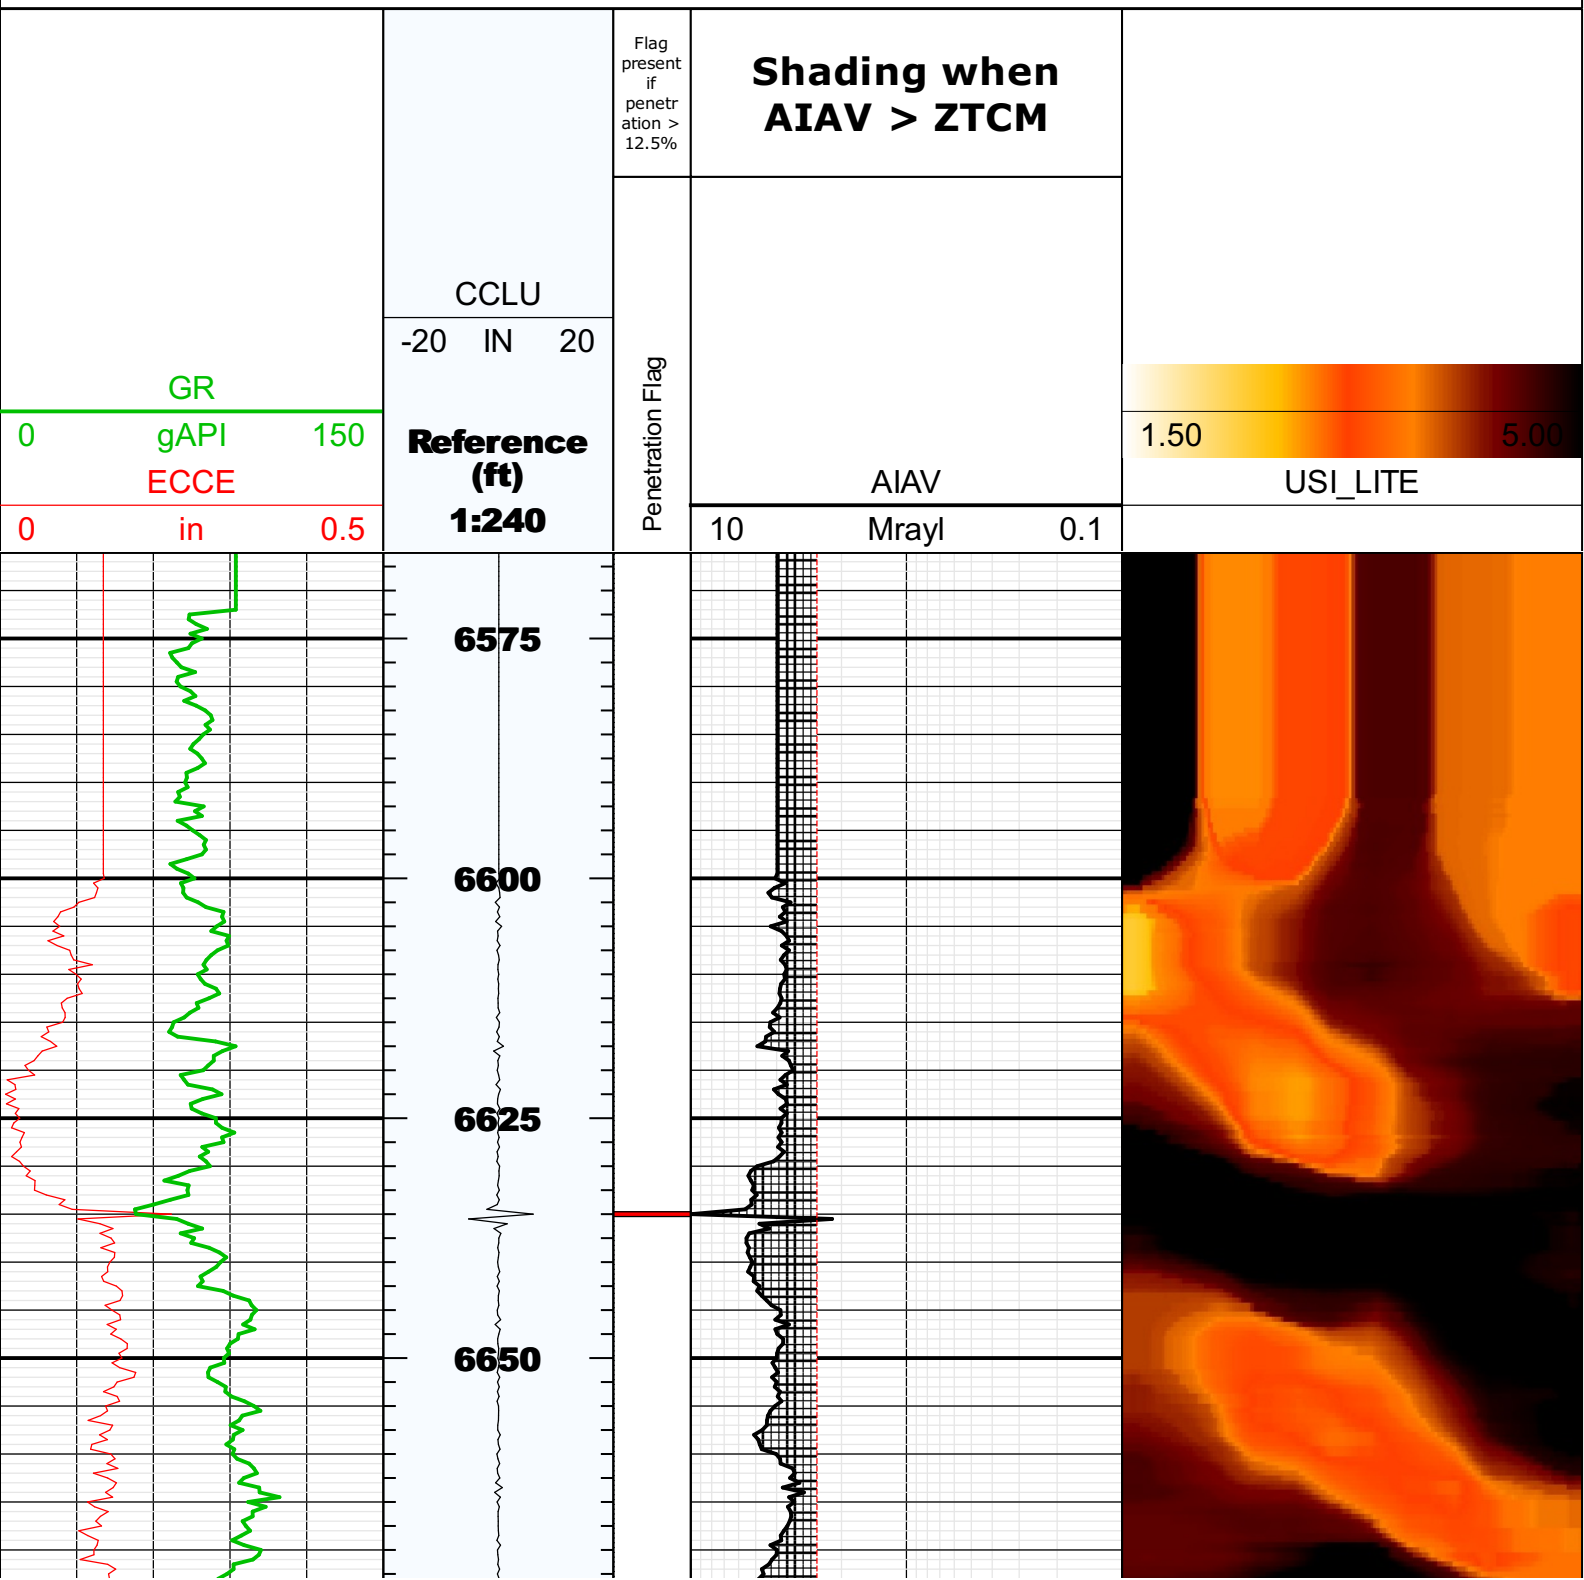 Flag
present
if
penetr
ation >
12.5%
Shading when
AIAV > ZTCM
CCLU
-20 IN 20
GR
0 gAPI 150
ECCE
0 in 0.5
Reference
(ft)
1:240
Penetration Flag
AIAV
10 Mrayl 0.1
1.50 5.00
USI_LITE
6575
6600
6625
6650